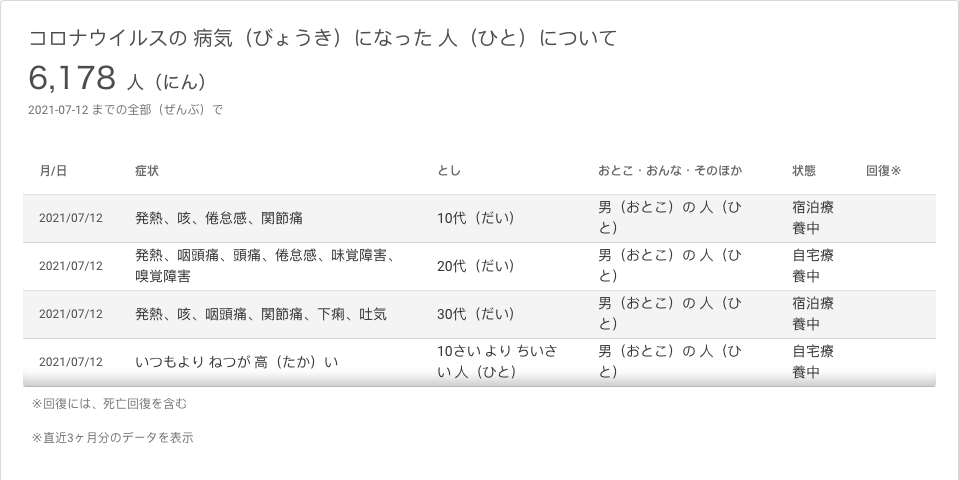 コロナウイルスの 病気（びょうき）になった 人（ひと）について
6,178 人（にん）
2021-07-12 までの全部（ぜんぶ）で
月/日 症状 とし おとこ・おんな・そのほか 状態 回復※
2021/07/12 発熱、咳、倦怠感、関節痛 10代（だい） 男（おとこ）の 人（ひ
と） 宿泊療
養中
2021/07/12 発熱、咽頭痛、頭痛、倦怠感、味覚障害、
嗅覚障害 20代（だい） 男（おとこ）の 人（ひ
と） 自宅療
養中
2021/07/12 発熱、咳、咽頭痛、関節痛、下痢、吐気 30代（だい） 男（おとこ）の 人（ひ
と） 宿泊療
養中
2021/07/12 いつもより ねつが 高（たか）い 10さい より ちいさ
い 人（ひと） 男（おとこ）の 人（ひ
と） 自宅療
養中
※回復には、死亡回復を含む
※直近3ヶ月分のデータを表示